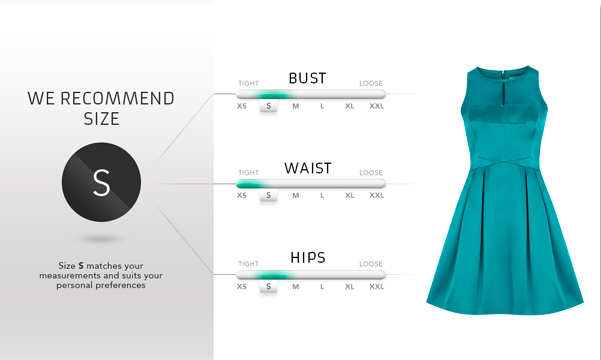 WE RECOMMEND
SIZE
S
Size S matches your
measurements and suits your
personal preferences
BUST
TIGHT LOOSE
XS S M L XL XXL
WAIST
TIGHT LOOSE
XS S M L XL XXL
HIPS
TIGHT LOOSE
XS S M L XL XXL